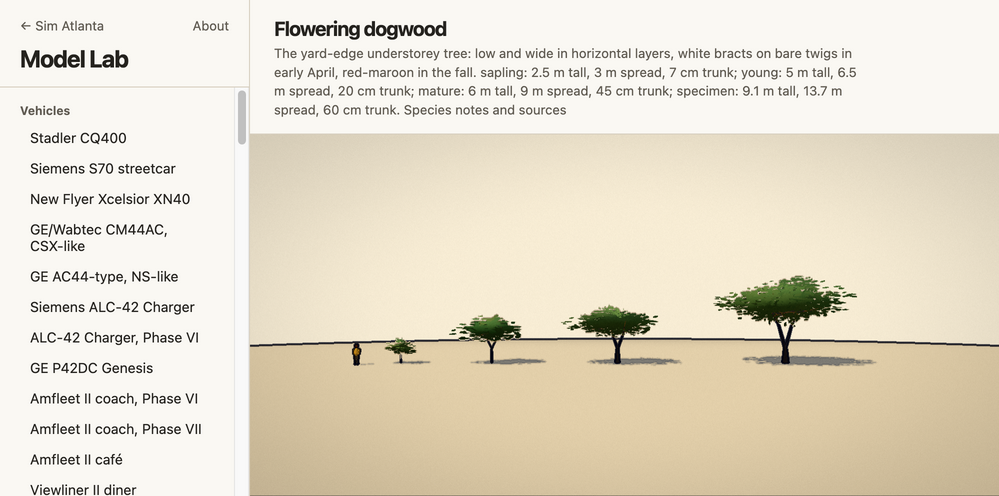 ← Sim Atlanta
About
Model Lab
Vehicles
Stadler CQ400
Siemens S70 streetcar
New Flyer Xcelsior XN40
GE/Wabtec CM44AC,
CSX-like
GE AC44-type, NS-like
Siemens ALC-42 Charger
ALC-42 Charger, Phase VI
GE P42DC Genesis
Amfleet II coach, Phase VI
Amfleet II coach, Phase VII
Amfleet II café
Viewliner II diner
Flowering dogwood
The yard-edge understorey tree: low and wide in horizontal layers, white bracts on bare twigs in
early April, red-maroon in the fall. sapling: 2.5 m tall, 3 m spread, 7 cm trunk; young: 5 m tall, 6.5
m spread, 20 cm trunk; mature: 6 m tall, 9 m spread, 45 cm trunk; specimen: 9.1 m tall, 13.7 m
spread, 60 cm trunk. Species notes and sources